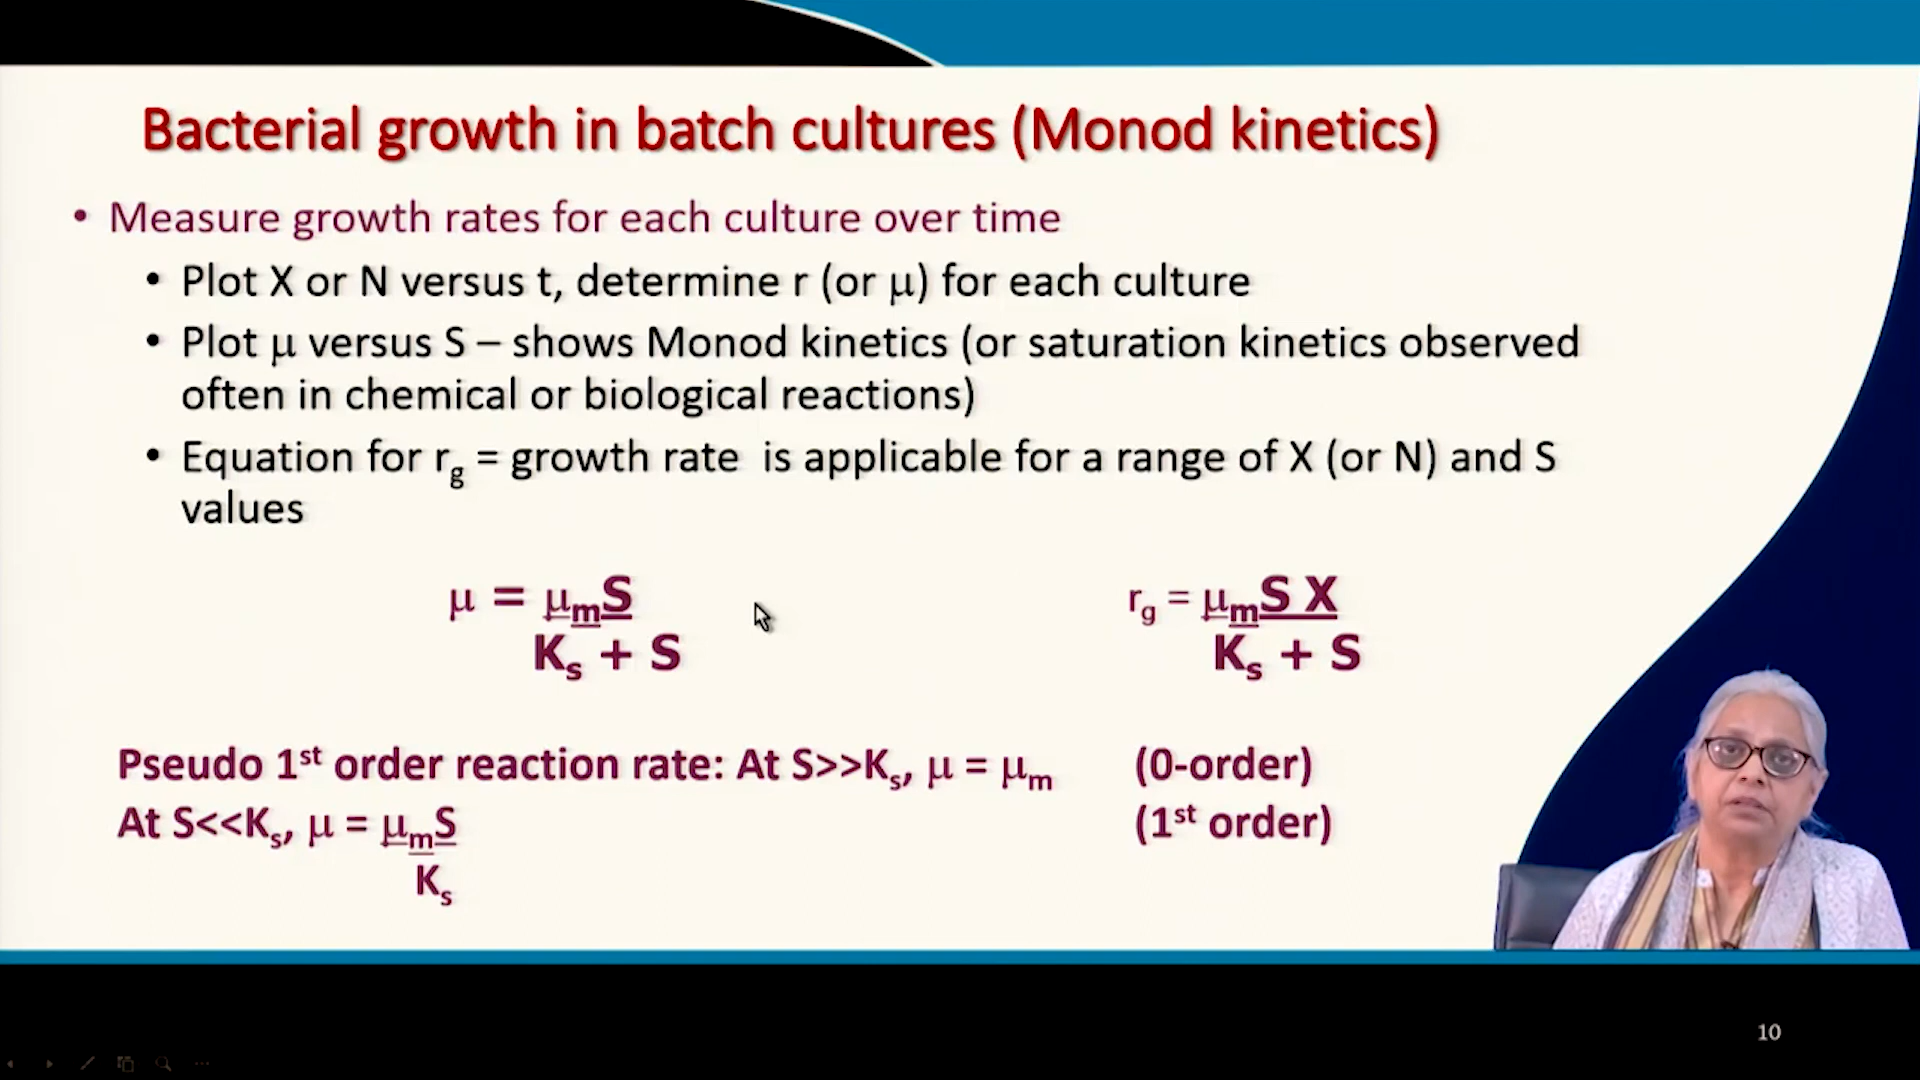 Bacterial growth in batch cultures (Monod kinetics)
• Measure growth rates for each culture over time
• Plot X or N versus t, determine r (or μ) for each culture
• Plot μ versus S – shows Monod kinetics (or saturation kinetics observed
often in chemical or biological reactions)
• Equation for rg = growth rate is applicable for a range of X (or N) and S
values
μ = μmS
Ks + S
rg = μmS X
Ks + S
Pseudo 1st order reaction rate: At S>>Ks, μ = μm (0-order)
At S<<Ks, μ = μmS (1st order)
Ks
10